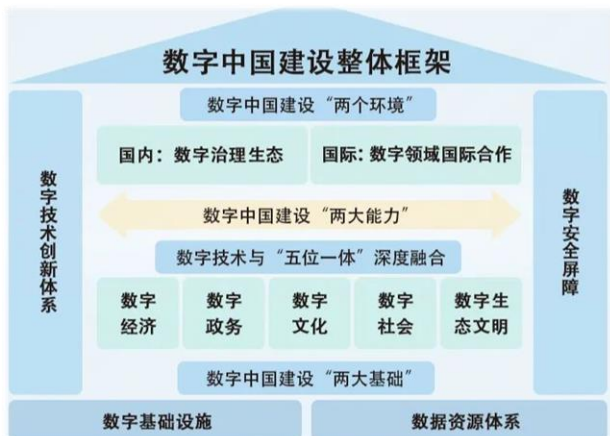 数字中国建设整体框架
数字中国建设“两个环境”
国内：数字治理生态
国际：数字领域国际合作
数字技术创新体系
数字中国建设“两大能力”
数字安全屏障
数字技术与“五位一体”深度融合
数字
经济
数字
政务
数字
文化
数字
社会
数字生
态文明
数字中国建设“两大基础”
数字基础设施
数据资源体系